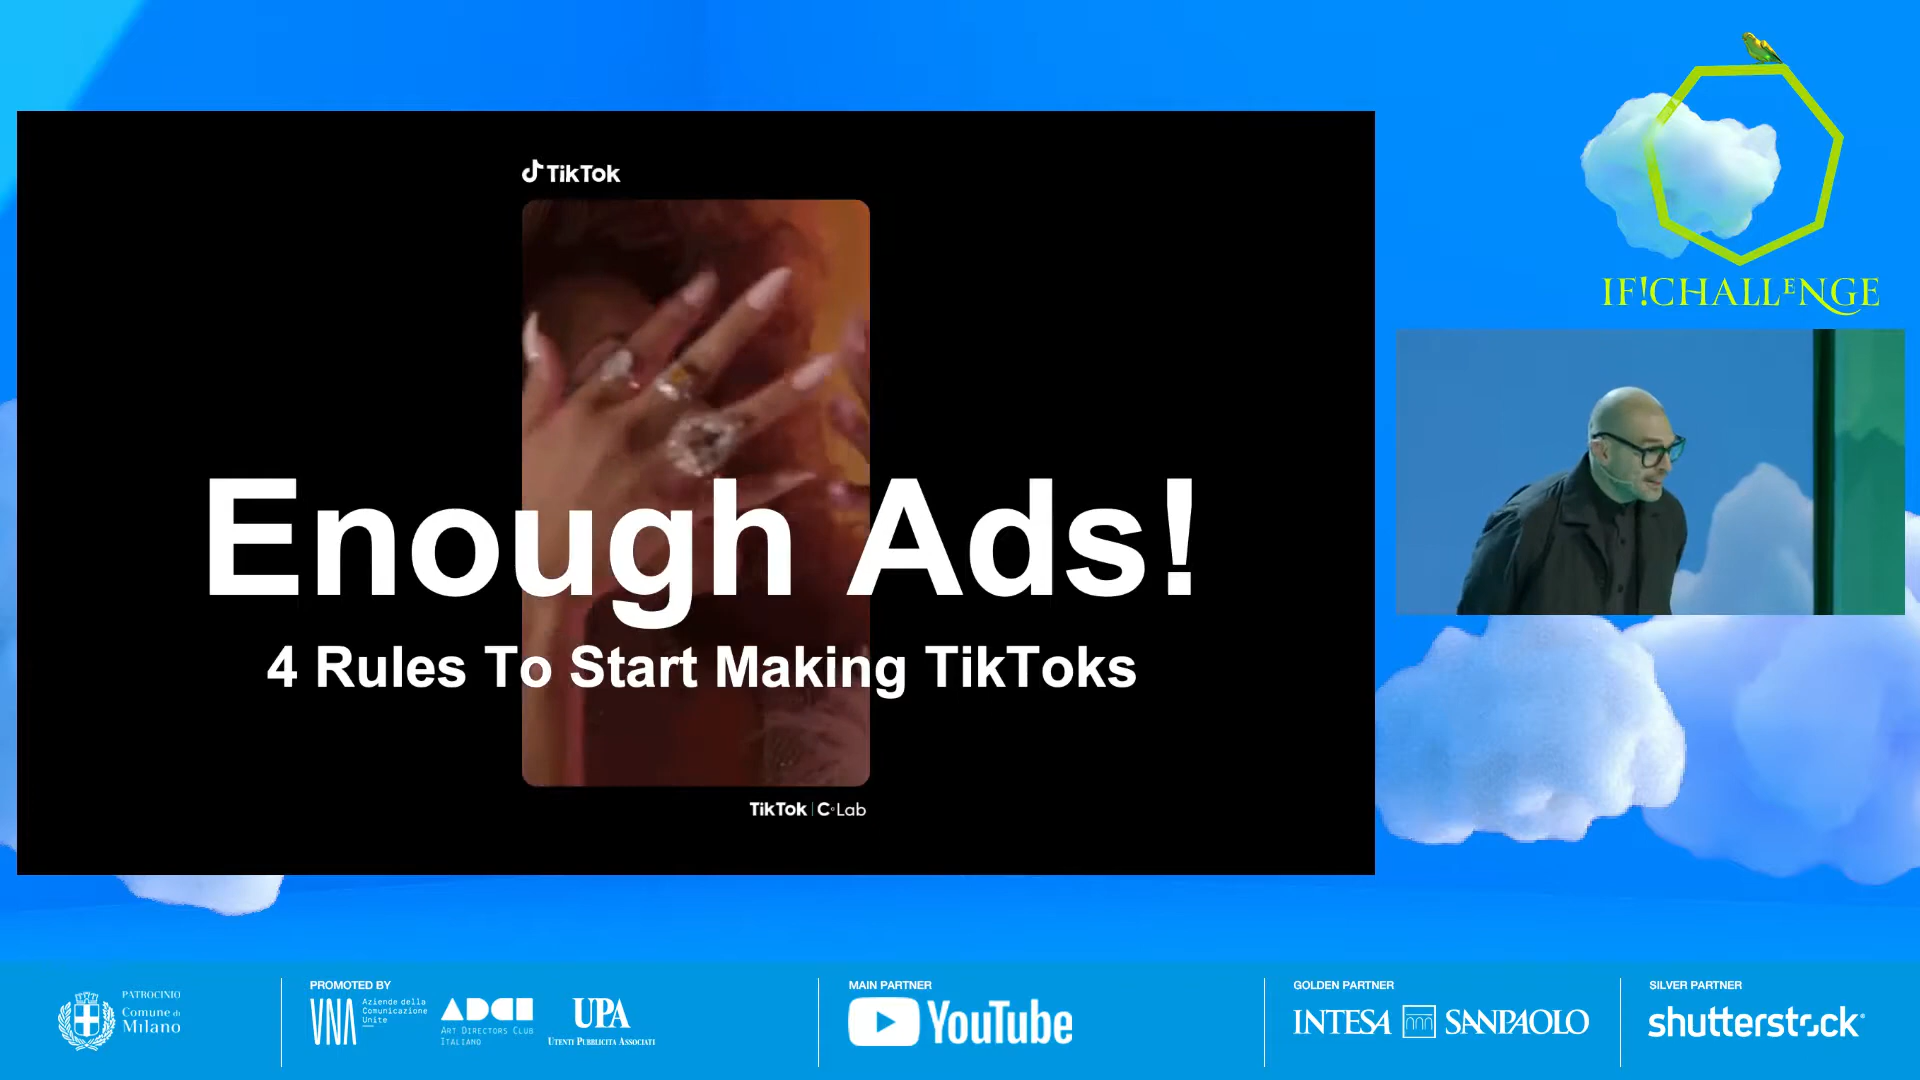 TikTok
Enough Ads!
4 Rules To Start Making TikToks
TikTok | C-Lab
IF!CHALLENGE
PATROCINIO
Comune di
Milano
PROMOTED BY
VNA
Aziende della
Comunicazione
Unite
ADCI
ART DIRECTORS CLUB
ITALIANO
UPA
UTENTI PUBBLICITÀ ASSOCIATI
MAIN PARTNER
YouTube
GOLDEN PARTNER
INTESA SANPAOLO
SILVER PARTNER
shutterstock